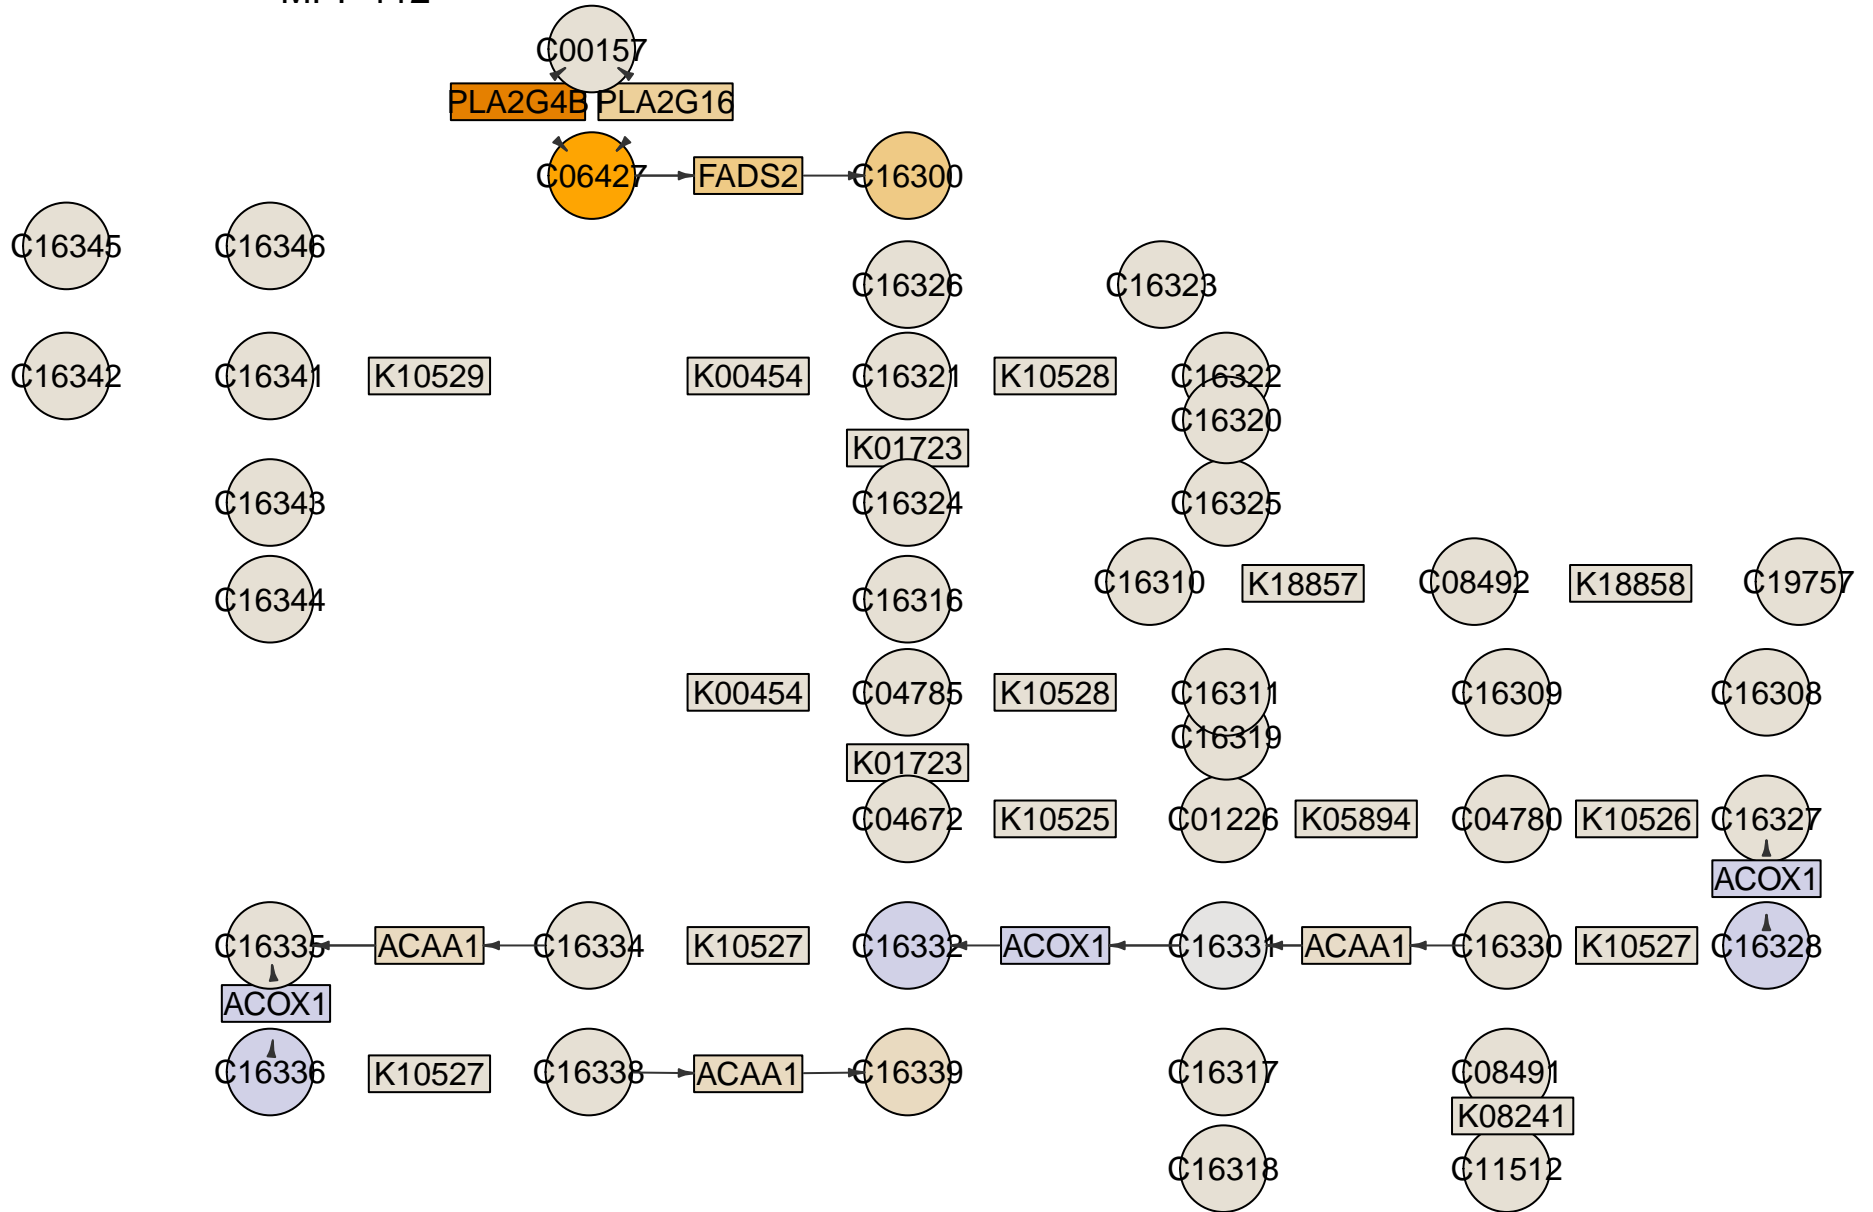 C00157
PLA2G4B PLA2G16
C06427 FADS2 C16300
C16345 C16346
C16326 C16323
C16342 C16341 K10529 K00454 C16321 K10528 C16322
C16320
K01723
C16343 C16324 C16325
C16310 K18857 C08492 K18858 C19757
C16344 C16316
K00454 C04785 K10528 C16311 C16309 C16308
C16319
K01723
C04672 K10525 C01226 K05894 C04780 K10526 C16327
ACOX1
C16335 ACAA1 C16334 K10527 C16332 ACOX1 C16331 ACAA1 C16330 K10527 C16328
ACOX1
C16336 K10527 C16338 ACAA1 C16339 C16317 C08491
K08241
C16318 C11512